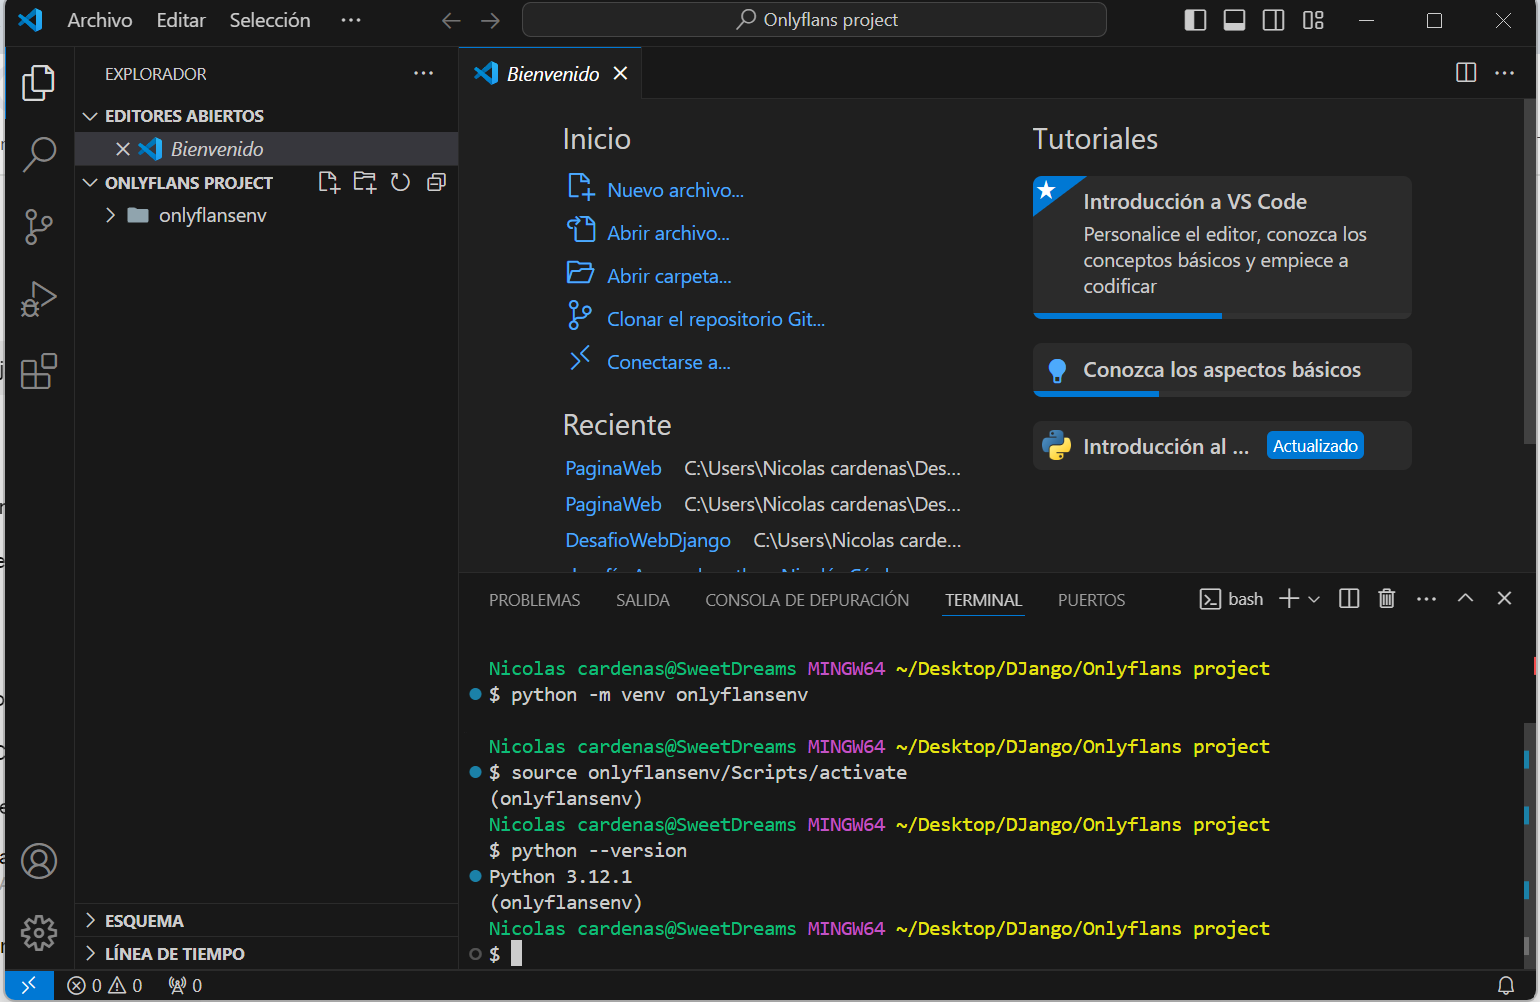 Archivo Editar Selección ··· Onlyflans project
EXPLORADOR ···
EDITORES ABIERTOS
Bienvenido
ONLYFLANS PROJECT
onlyflansenv
ESQUEMA
LÍNEA DE TIEMPO
Bienvenido
Inicio
Nuevo archivo...
Abrir archivo...
Abrir carpeta...
Clonar el repositorio Git...
Conectarse a...
Reciente
PaginaWeb C:\Users\Nicolas cardenas\Des...
PaginaWeb C:\Users\Nicolas cardenas\Des...
DesafioWebDjango C:\Users\Nicolas carde...
Tutoriales
Introducción a VS Code
Personalice el editor, conozca los
conceptos básicos y empiece a
codificar
Conozca los aspectos básicos
Introducción al ... Actualizado
PROBLEMAS SALIDA CONSOLA DE DEPURACIÓN TERMINAL PUERTOS bash
Nicolas cardenas@SweetDreams MINGW64 ~/Desktop/DJango/Onlyflans project
$ python -m venv onlyflansenv
Nicolas cardenas@SweetDreams MINGW64 ~/Desktop/DJango/Onlyflans project
$ source onlyflansenv/Scripts/activate
(onlyflansenv)
Nicolas cardenas@SweetDreams MINGW64 ~/Desktop/DJango/Onlyflans project
$ python --version
Python 3.12.1
(onlyflansenv)
Nicolas cardenas@SweetDreams MINGW64 ~/Desktop/DJango/Onlyflans project
$
0 0 0